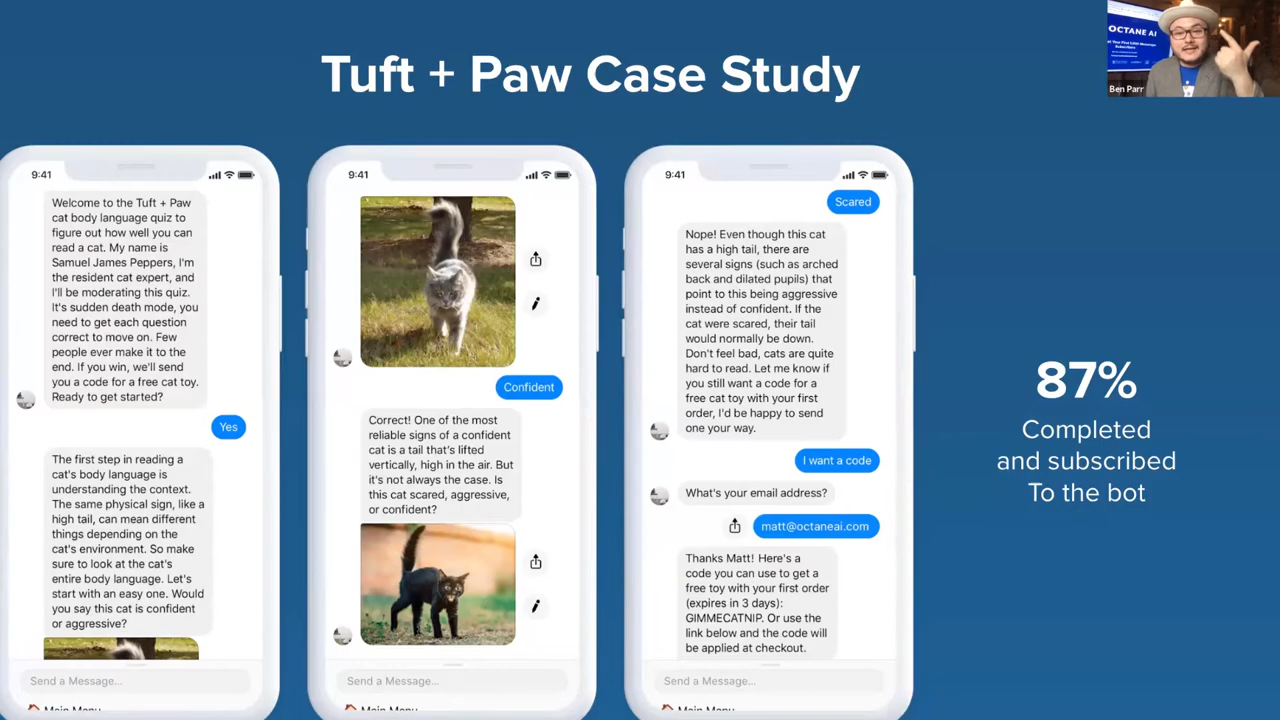 Tuft + Paw Case Study
OCTANE AI
Ben Parr
9:41
Welcome to the Tuft + Paw
cat body language quiz to
figure out how well you can
read a cat. My name is
Samuel James Peppers, I'm
the resident cat expert, and
I'll be moderating this quiz.
It's sudden death mode, you
need to get each question
correct to move on. Few
people ever make it to the
end. If you win, we'll send
you a code for a free cat toy.
Ready to get started?
Yes
The first step in reading a
cat's body language is
understanding the context.
The same physical sign, like a
high tail, can mean different
things depending on the
cat's environment. So make
sure to look at the cat's
entire body language. Let's
start with an easy one. Would
you say this cat is confident
or aggressive?
Send a Message...
Main Menu
9:41
Confident
Correct! One of the most
reliable signs of a confident
cat is a tail that's lifted
vertically, high in the air. But
it's not always the case. Is
this cat scared, aggressive,
or confident?
Send a Message...
Main Menu
9:41
Scared
Nope! Even though this cat
has a high tail, there are
several signs (such as arched
back and dilated pupils) that
point to this being aggressive
instead of confident. If the
cat were scared, their tail
would normally be down.
Don't feel bad, cats are quite
hard to read. Let me know if
you still want a code for a
free cat toy with your first
order, I'd be happy to send
one your way.
I want a code
What's your email address?
matt@octaneai.com
Thanks Matt! Here's a
code you can use to get a
free toy with your first order
(expires in 3 days):
GIMMECATNIP. Or use the
link below and the code will
be applied at checkout.
Send a Message...
Main Menu
87%
Completed
and subscribed
To the bot